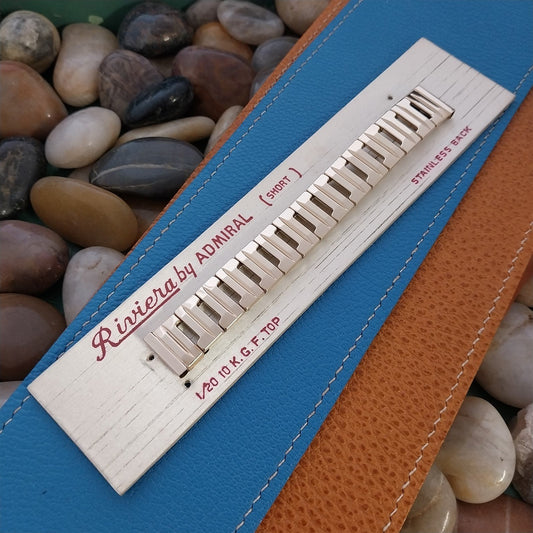 Riviera by ADMIRAL (SHORT)
1/20 10 K. G. F. TOP
STAINLESS BACK